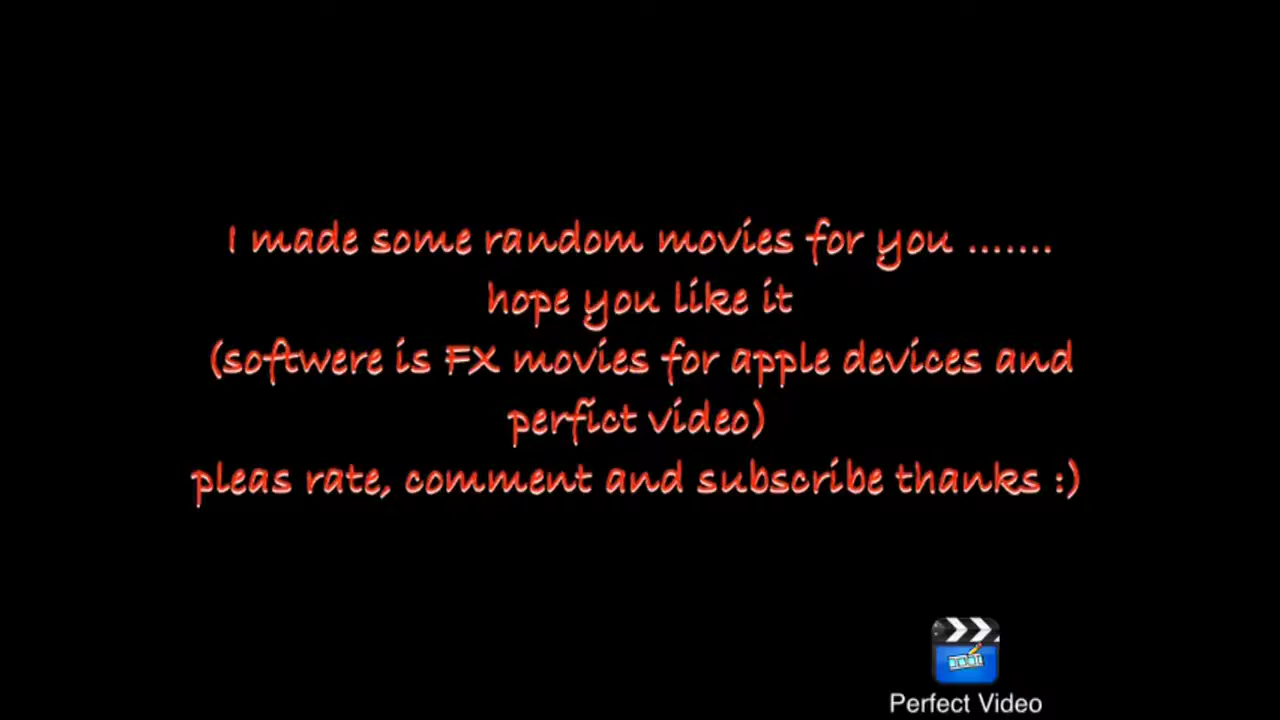 I made some random movies for you .......
hope you like it
(softwere is FX movies for apple devices and
perfict video)
pleas rate, comment and subscribe thanks :)
Perfect Video